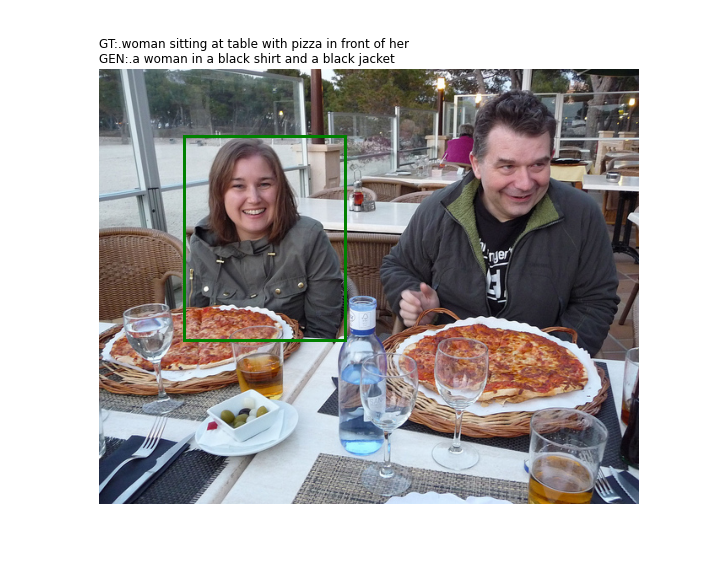 GT:.woman sitting at table with pizza in front of her
GEN:.a woman in a black shirt and a black jacket